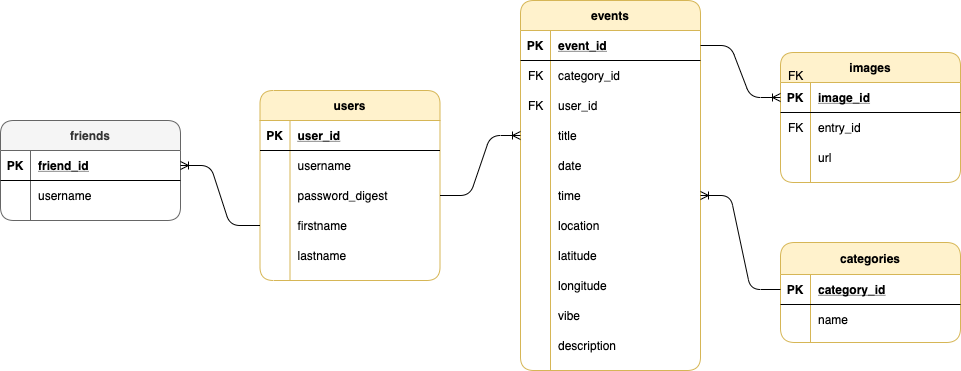 friends
PK friend_id
username
users
PK user_id
username
password_digest
firstname
lastname
events
PK event_id
FK category_id
FK user_id
title
date
time
location
latitude
longitude
vibe
description
images
FK
PK image_id
FK entry_id
url
categories
PK category_id
name